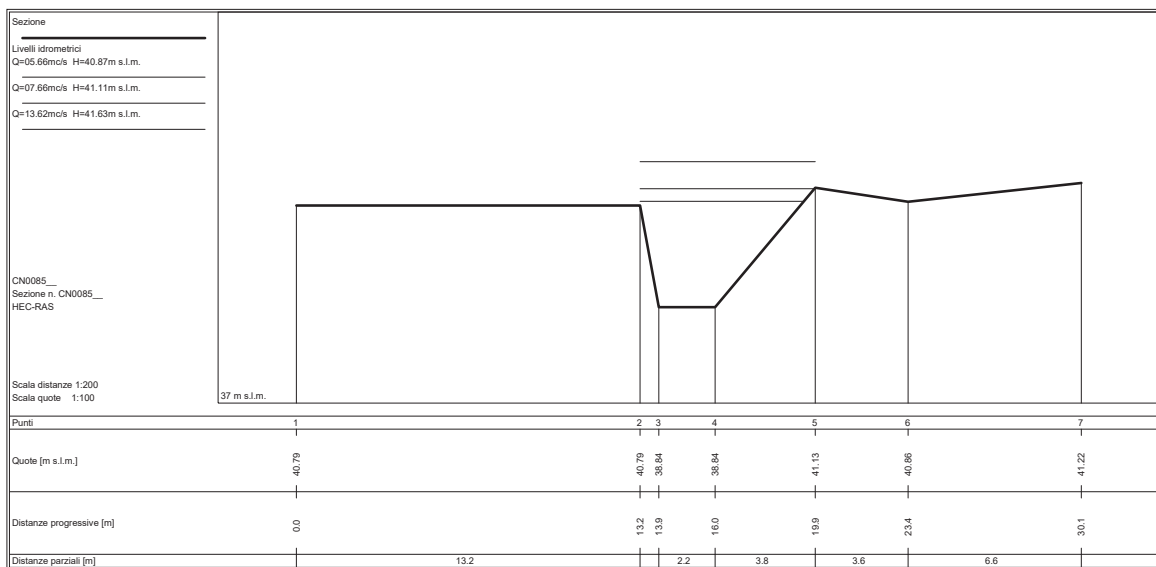 Sezione
Livelli idrometrici
Q=05.66mc/s H=40.87m s.l.m.
Q=07.66mc/s H=41.11m s.l.m.
Q=13.62mc/s H=41.63m s.l.m.
CN0085__
Sezione n. CN0085__
HEC-RAS
Scala distanze 1:200
Scala quote 1:100
37 m s.l.m.
Punti 1 2 3 4 5 6 7
Quote [m s.l.m.] 40.79 40.79 38.84 38.84 41.13 40.86 41.22
Distanze progressive [m] 0.0 13.2 13.9 16.0 19.9 23.4 30.1
Distanze parziali [m] 13.2 2.2 3.8 3.6 6.6